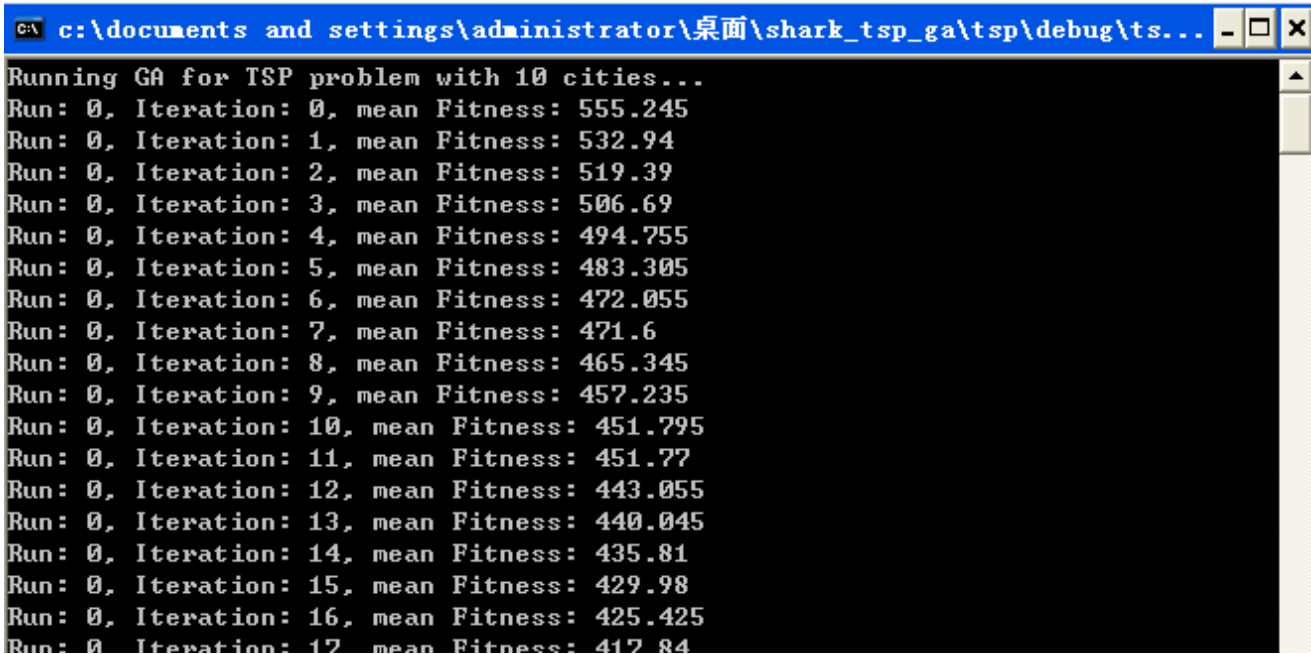 c:\documents and settings\administrator\桌面\shark_tsp_ga\tsp\debug\ts...
Running GA for TSP problem with 10 cities...
Run: 0, Iteration: 0, mean Fitness: 555.245
Run: 0, Iteration: 1, mean Fitness: 532.94
Run: 0, Iteration: 2, mean Fitness: 519.39
Run: 0, Iteration: 3, mean Fitness: 506.69
Run: 0, Iteration: 4, mean Fitness: 494.755
Run: 0, Iteration: 5, mean Fitness: 483.305
Run: 0, Iteration: 6, mean Fitness: 472.055
Run: 0, Iteration: 7, mean Fitness: 471.6
Run: 0, Iteration: 8, mean Fitness: 465.345
Run: 0, Iteration: 9, mean Fitness: 457.235
Run: 0, Iteration: 10, mean Fitness: 451.795
Run: 0, Iteration: 11, mean Fitness: 451.77
Run: 0, Iteration: 12, mean Fitness: 443.055
Run: 0, Iteration: 13, mean Fitness: 440.045
Run: 0, Iteration: 14, mean Fitness: 435.81
Run: 0, Iteration: 15, mean Fitness: 429.98
Run: 0, Iteration: 16, mean Fitness: 425.425
Run: 0, Iteration: 17, mean Fitness: 417.84